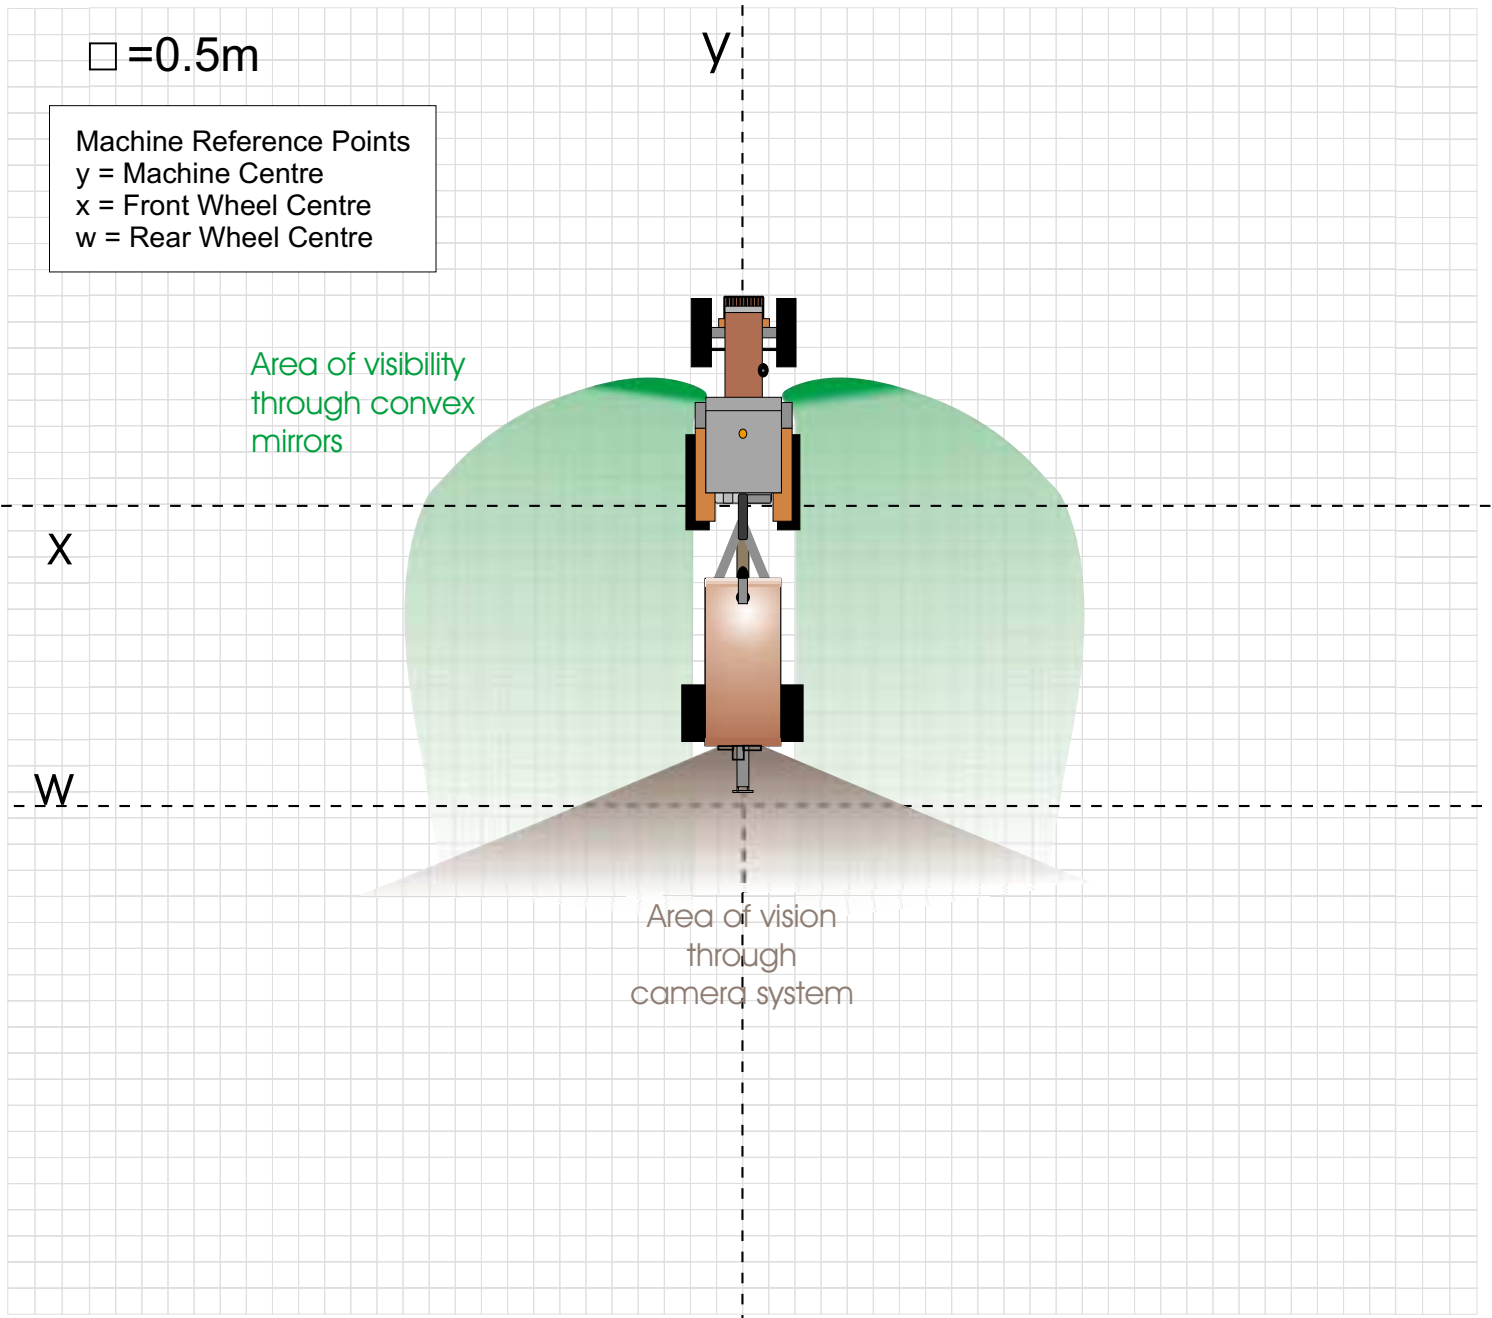 □ =0.5m
y
Machine Reference Points
y = Machine Centre
x = Front Wheel Centre
w = Rear Wheel Centre
Area of visibility
through convex
mirrors
X
W
Area of vision
through
camera system